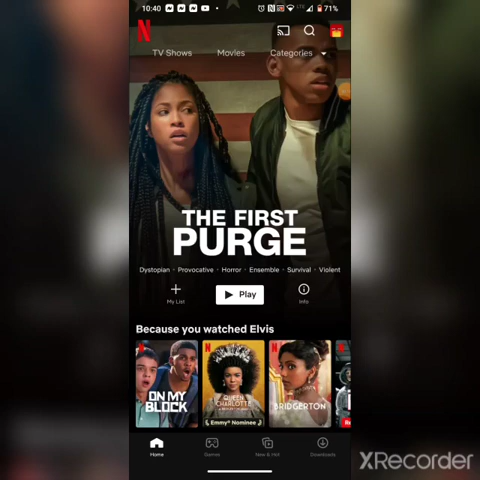 10:40 LTE 71%
N
TV Shows Movies Categories
THE FIRST
PURGE
Dystopian · Provocative · Horror · Ensemble · Survival · Violent
My List Play Info
Because you watched Elvis
N N N
ON MY
BLOCK
QUEEN
CHARLOTTE
BRIDGERTON
Emmy® Nominee
Home Games New & Hot Downloads
XRecorder